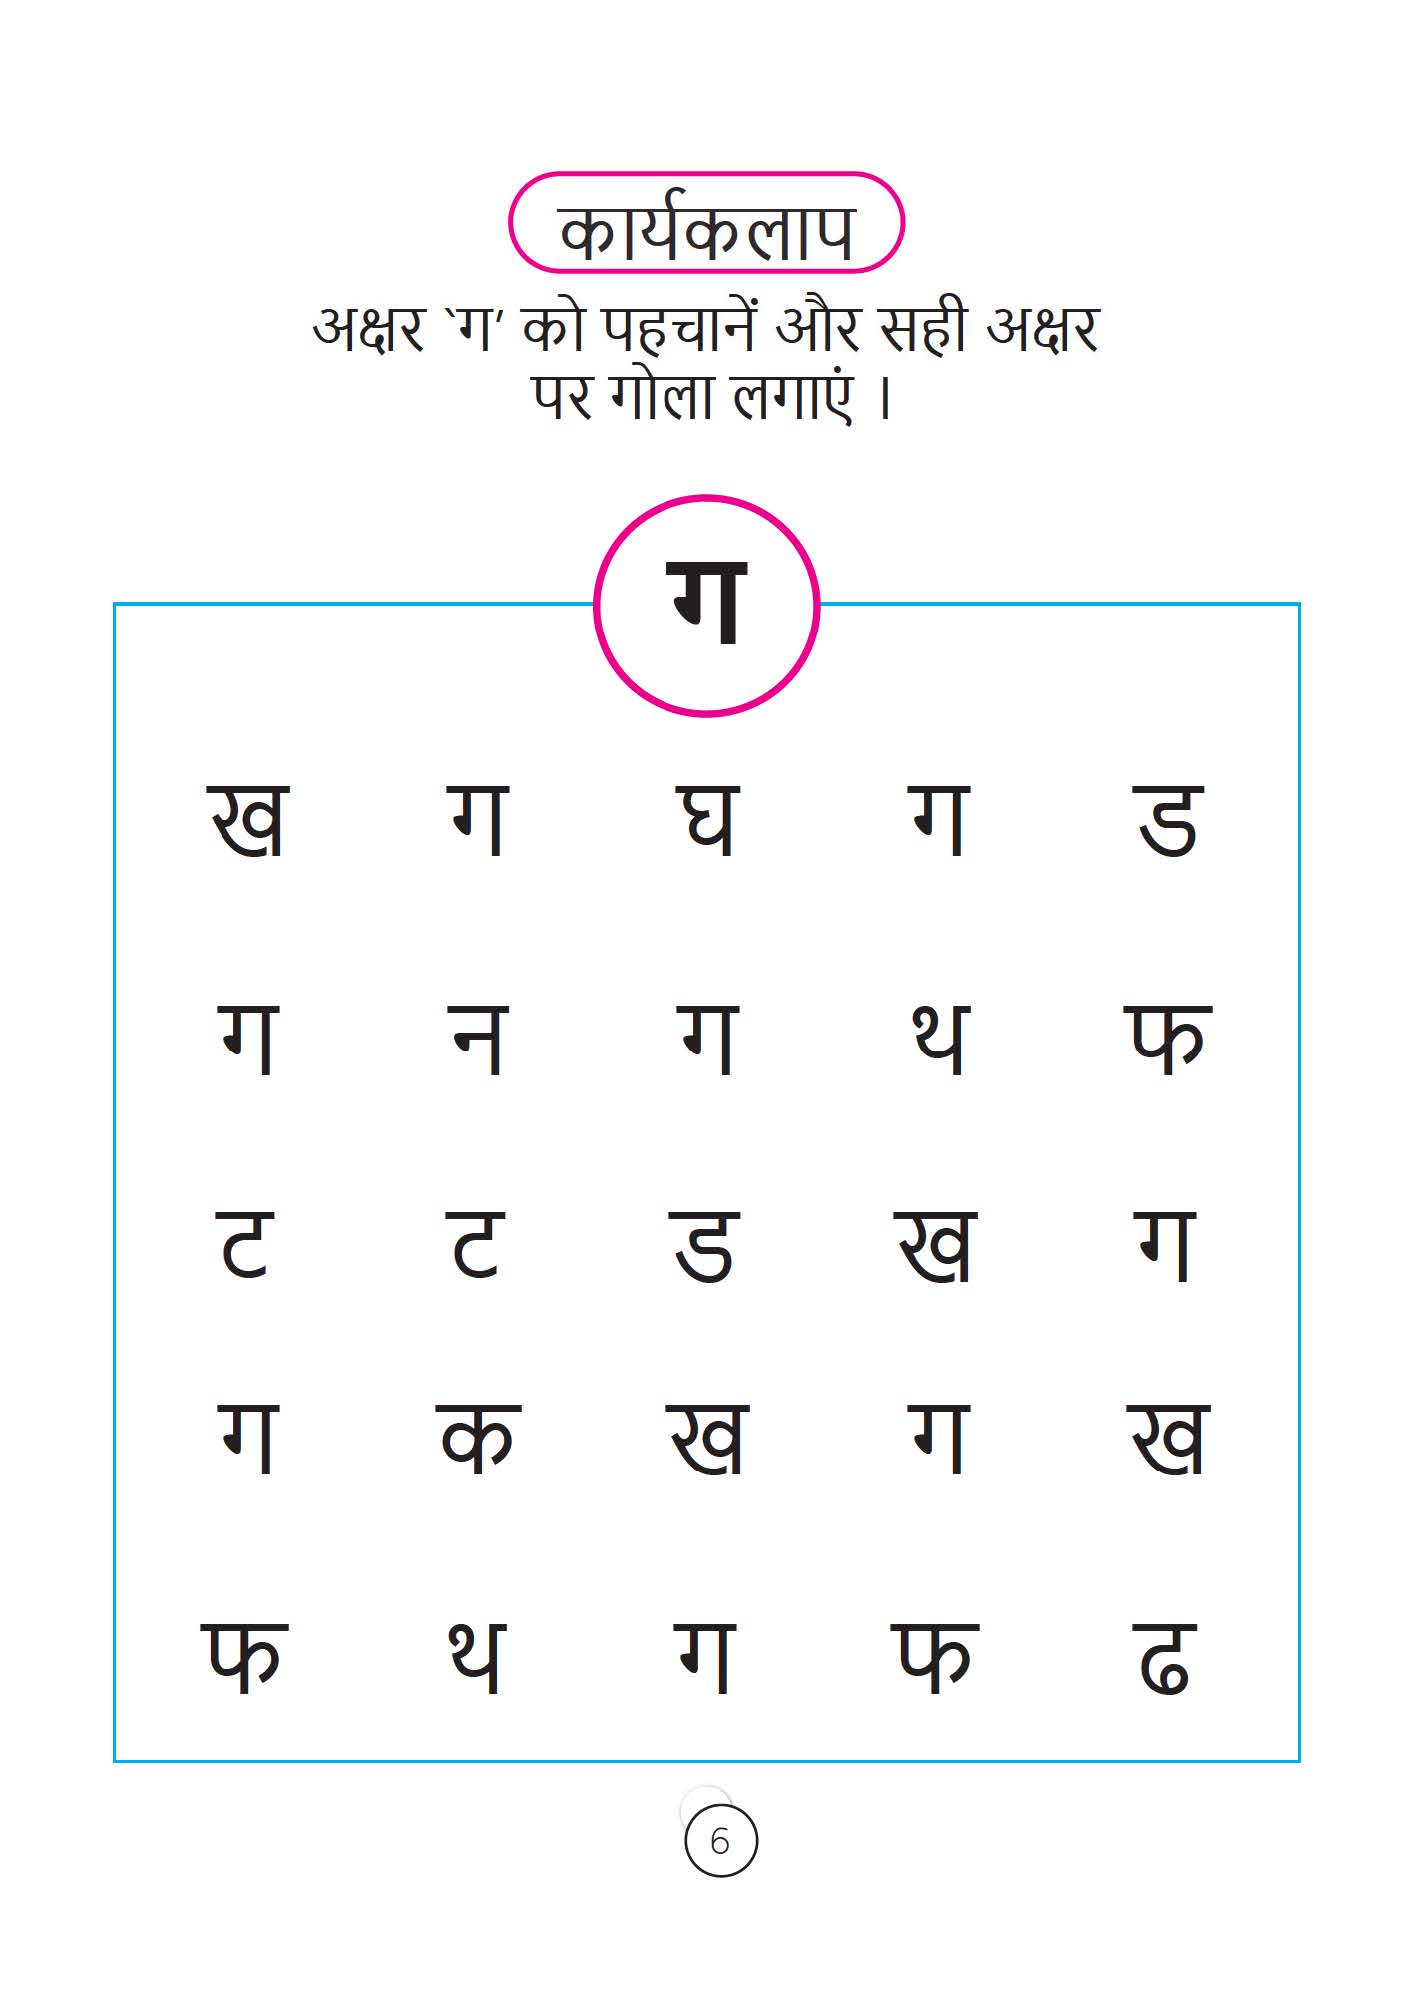 कार्यकलाप
अक्षर `ग’ को पहचानें और सही अक्षर
पर गोला लगाएं ।
ग
ख ग घ ग ड
ग न ग थ फ
ट ट ड ख ग
ग क ख ग ख
फ थ ग फ ढ
6